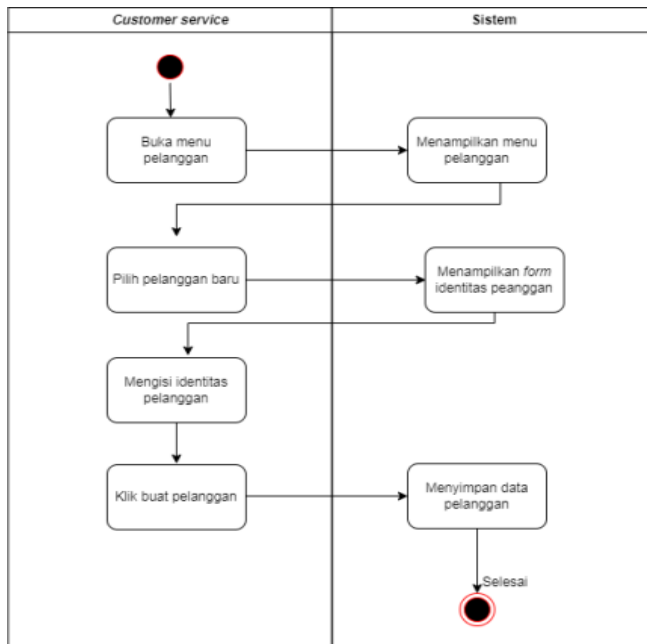 Customer service
Sistem
Buka menu
pelanggan
Menampilkan menu
pelanggan
Pilih pelanggan baru
Menampilkan form
identitas peanggan
Mengisi identitas
pelanggan
Klik buat pelanggan
Menyimpan data
pelanggan
Selesai